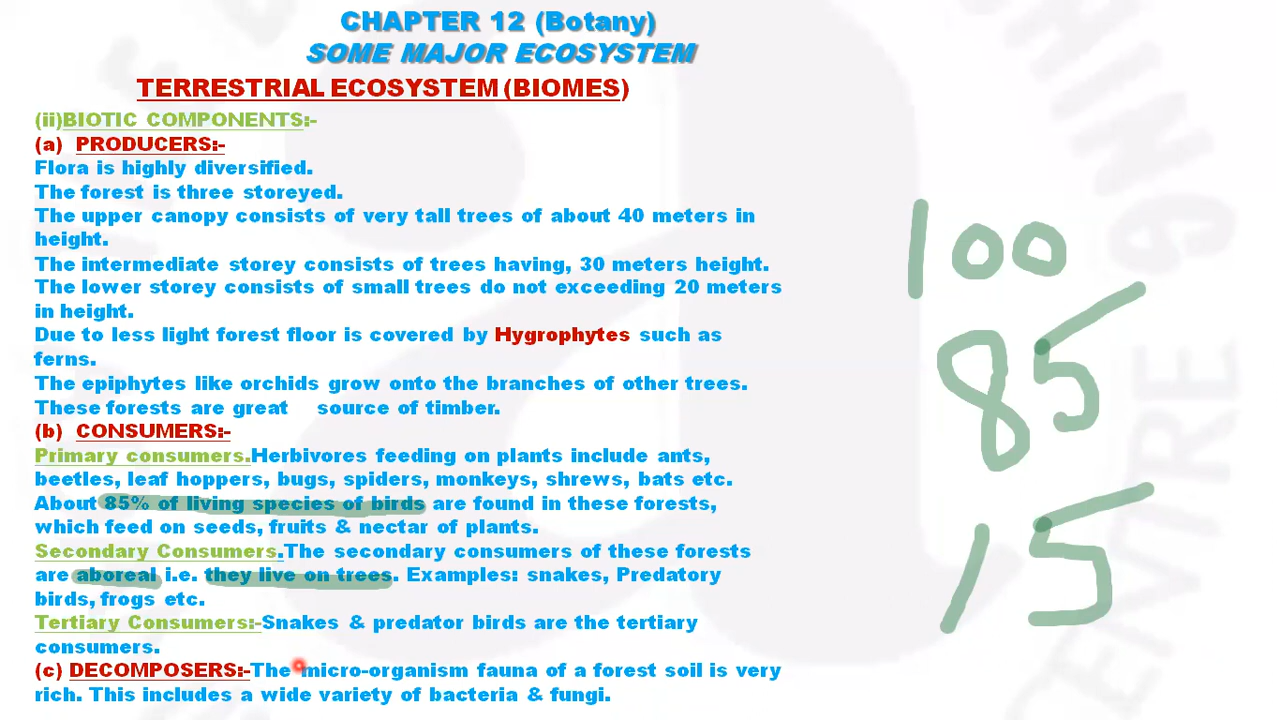 CHAPTER 12 (Botany)
SOME MAJOR ECOSYSTEM
TERRESTRIAL ECOSYSTEM (BIOMES)
(ii)BIOTIC COMPONENTS:-
(a) PRODUCERS:-
Flora is highly diversified.
The forest is three storeyed.
The upper canopy consists of very tall trees of about 40 meters in
height.
The intermediate storey consists of trees having, 30 meters height.
The lower storey consists of small trees do not exceeding 20 meters
in height.
Due to less light forest floor is covered by Hygrophytes such as
ferns.
The epiphytes like orchids grow onto the branches of other trees.
These forests are great source of timber.
(b) CONSUMERS:-
Primary consumers.Herbivores feeding on plants include ants,
beetles, leaf hoppers, bugs, spiders, monkeys, shrews, bats etc.
About 85% of living species of birds are found in these forests,
which feed on seeds, fruits & nectar of plants.
Secondary Consumers.The secondary consumers of these forests
are aboreal i.e. they live on trees. Examples: snakes, Predatory
birds, frogs etc.
Tertiary Consumers:-Snakes & predator birds are the tertiary
consumers.
(c) DECOMPOSERS:-The micro-organism fauna of a forest soil is very
rich. This includes a wide variety of bacteria & fungi.
100
85
15